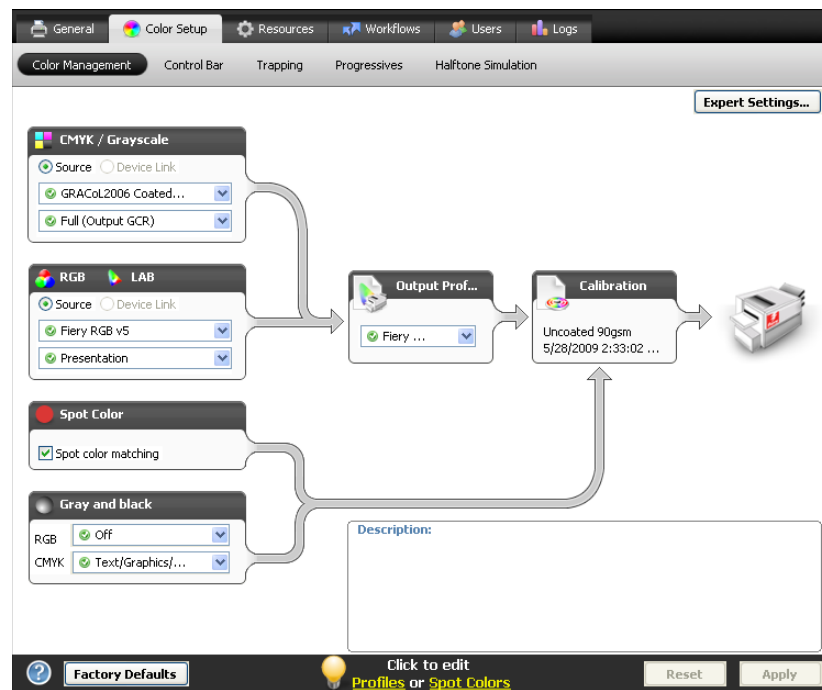 General Color Setup Resources Workflows Users Logs
Color Management Control Bar Trapping Progressives Halftone Simulation
Expert Settings...
CMYK / Grayscale
Source Device Link
GRACoL2006 Coated...
Full (Output GCR)
RGB LAB
Source Device Link
Fiery RGB v5
Presentation
Output Prof...
Fiery ...
Calibration
Uncoated 90gsm
5/28/2009 2:33:02 ...
Spot Color
Spot color matching
Gray and black
RGB Off
CMYK Text/Graphics/...
Description:
Factory Defaults
Click to edit
Profiles or Spot Colors
Reset Apply